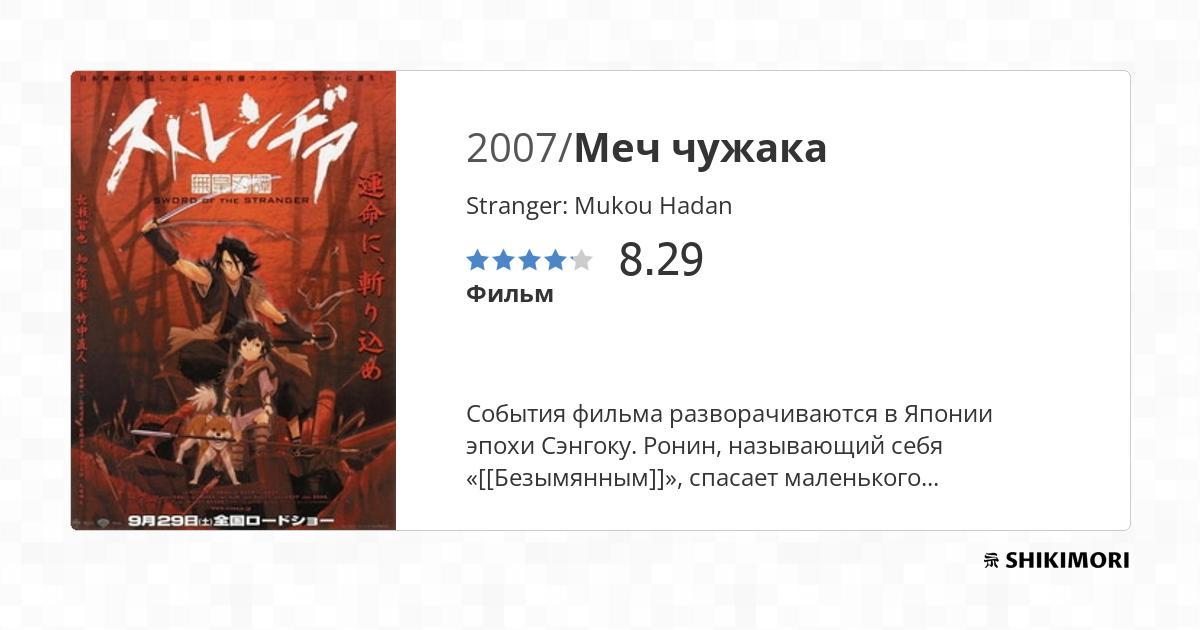 ストレンヂア
無皇刃譚
SWORD OF THE STRANGER
運命に、斬り込め
長瀬智也 知念侑李 竹中直人
9月29日(土)全国ロードショー
2007/Меч чужака
Stranger: Mukou Hadan
8.29
Фильм
События фильма разворачиваются в Японии
эпохи Сэнгоку. Ронин, называющий себя
«[[Безымянным]]», спасает маленького...
SHIKIMORI